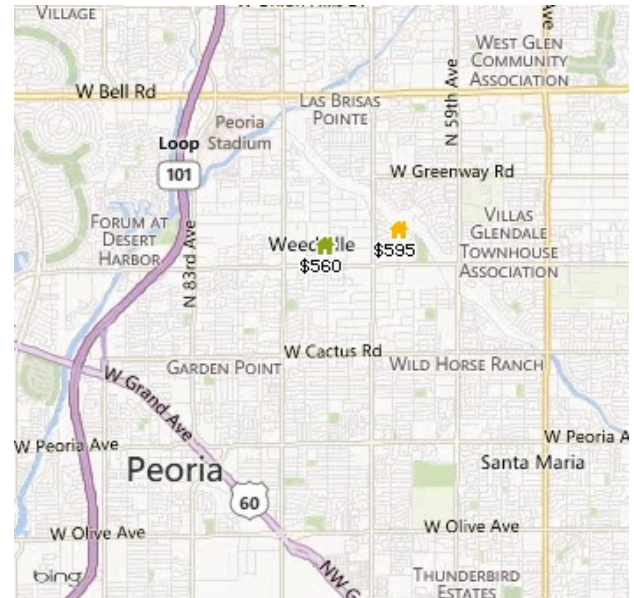 VILLAGE
WEST GLEN
COMMUNITY
ASSOCIATION
Ave
W Bell Rd
LAS BRISAS
POINTE
N 59th Ave
Peoria
Stadium
Loop
101
W Greenway Rd
FORUM AT
DESERT
HARBOR
N 83rd Ave
$560
$595
VILLAS
GLENDALE
TOWNHOUSE
ASSOCIATION
W Cactus Rd
GARDEN POINT
WILD HORSE RANCH
W Grand Ave
W Peoria Ave
W Peoria A
Peoria
Santa Maria
60
W Olive Ave
W Olive Ave
NW G
THUNDERBIRD
ESTATES
bing